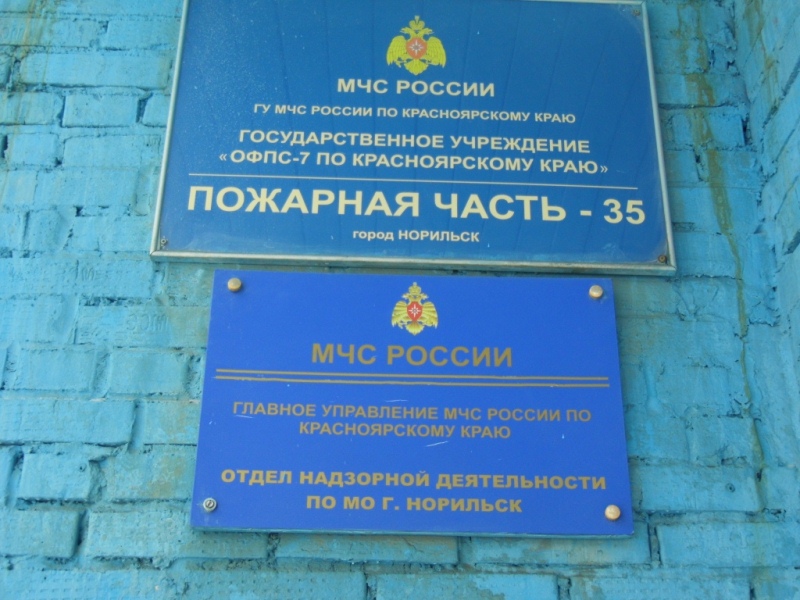 МЧС РОССИИ
ГУ МЧС РОССИИ ПО КРАСНОЯРСКОМУ КРАЮ
ГОСУДАРСТВЕННОЕ УЧРЕЖДЕНИЕ
«ОФПС-7 ПО КРАСНОЯРСКОМУ КРАЮ»
ПОЖАРНАЯ ЧАСТЬ - 35
город НОРИЛЬСК
МЧС РОССИИ
ГЛАВНОЕ УПРАВЛЕНИЕ МЧС РОССИИ ПО
КРАСНОЯРСКОМУ КРАЮ
ОТДЕЛ НАДЗОРНОЙ ДЕЯТЕЛЬНОСТИ
ПО МО Г. НОРИЛЬСК